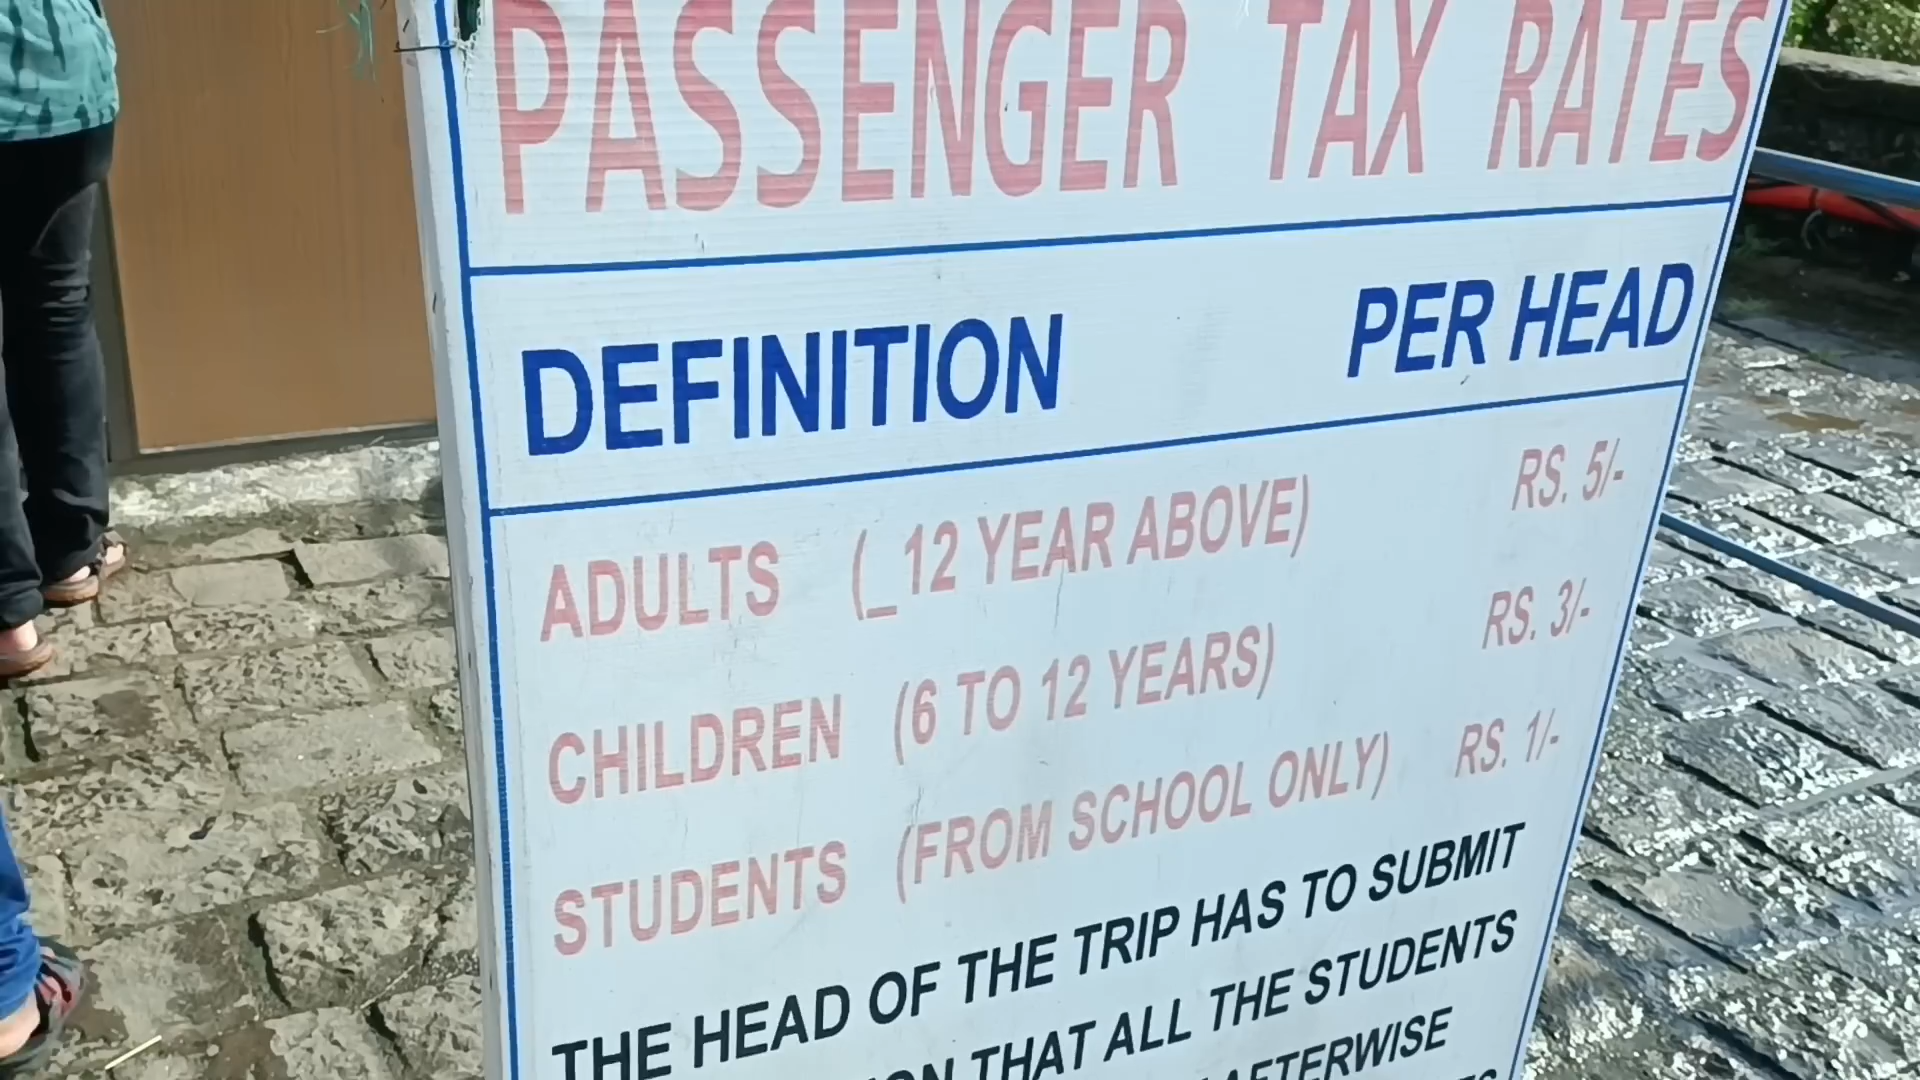 PASSENGER TAX RATES
DEFINITION PER HEAD
ADULTS (_12 YEAR ABOVE) RS. 5/-
CHILDREN (6 TO 12 YEARS) RS. 3/-
STUDENTS (FROM SCHOOL ONLY) RS. 1/-
THE HEAD OF THE TRIP HAS TO SUBMIT
THAT ALL THE STUDENTS